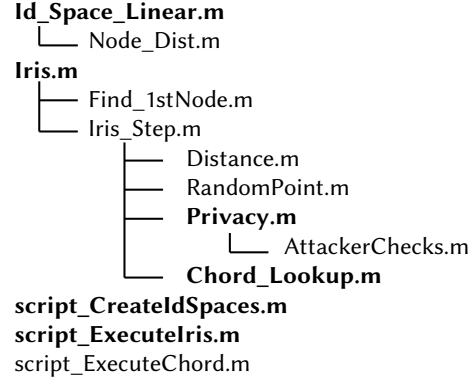 Id_Space_Linear.m
Node_Dist.m
Iris.m
Find_1stNode.m
Iris_Step.m
Distance.m
RandomPoint.m
Privacy.m
AttackerChecks.m
Chord_Lookup.m
script_CreateIdSpaces.m
script_ExecuteIris.m
script_ExecuteChord.m